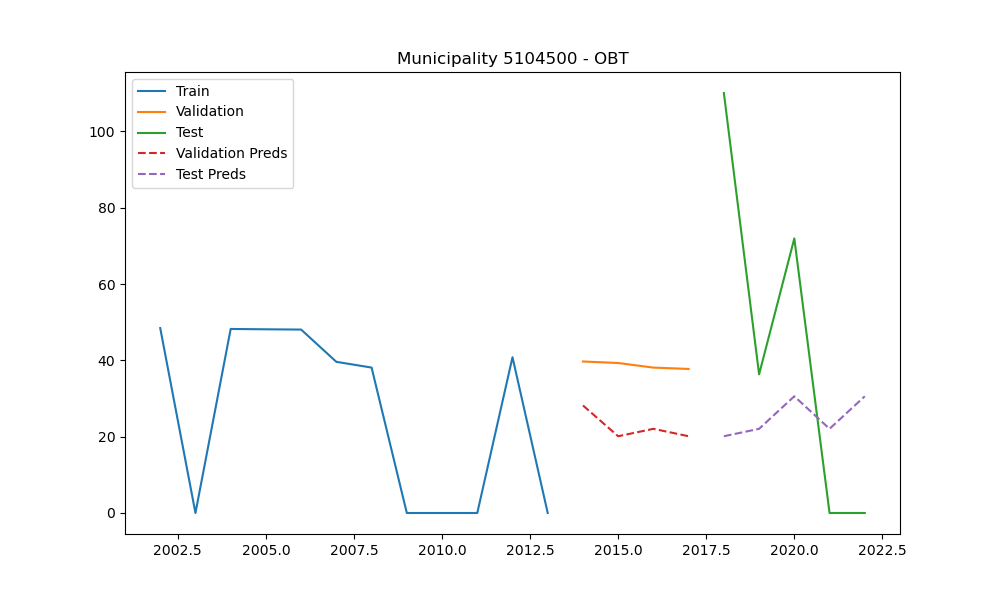 Municipality 5104500 - OBT
Train
Validation
Test
Validation Preds
Test Preds
100
80
60
40
20
0
2002.5 2005.0 2007.5 2010.0 2012.5 2015.0 2017.5 2020.0 2022.5